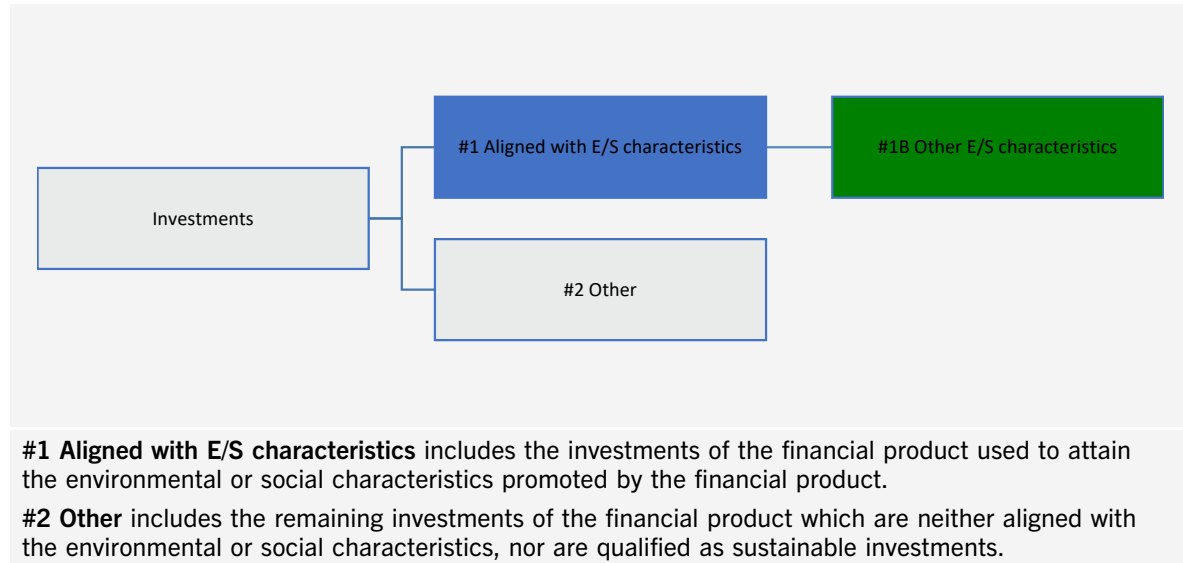 #1 Aligned with E/S characteristics
#1B Other E/S characteristics
Investments
#2 Other
#1 Aligned with E/S characteristics includes the investments of the financial product used to attain
the environmental or social characteristics promoted by the financial product.
#2 Other includes the remaining investments of the financial product which are neither aligned with
the environmental or social characteristics, nor are qualified as sustainable investments.